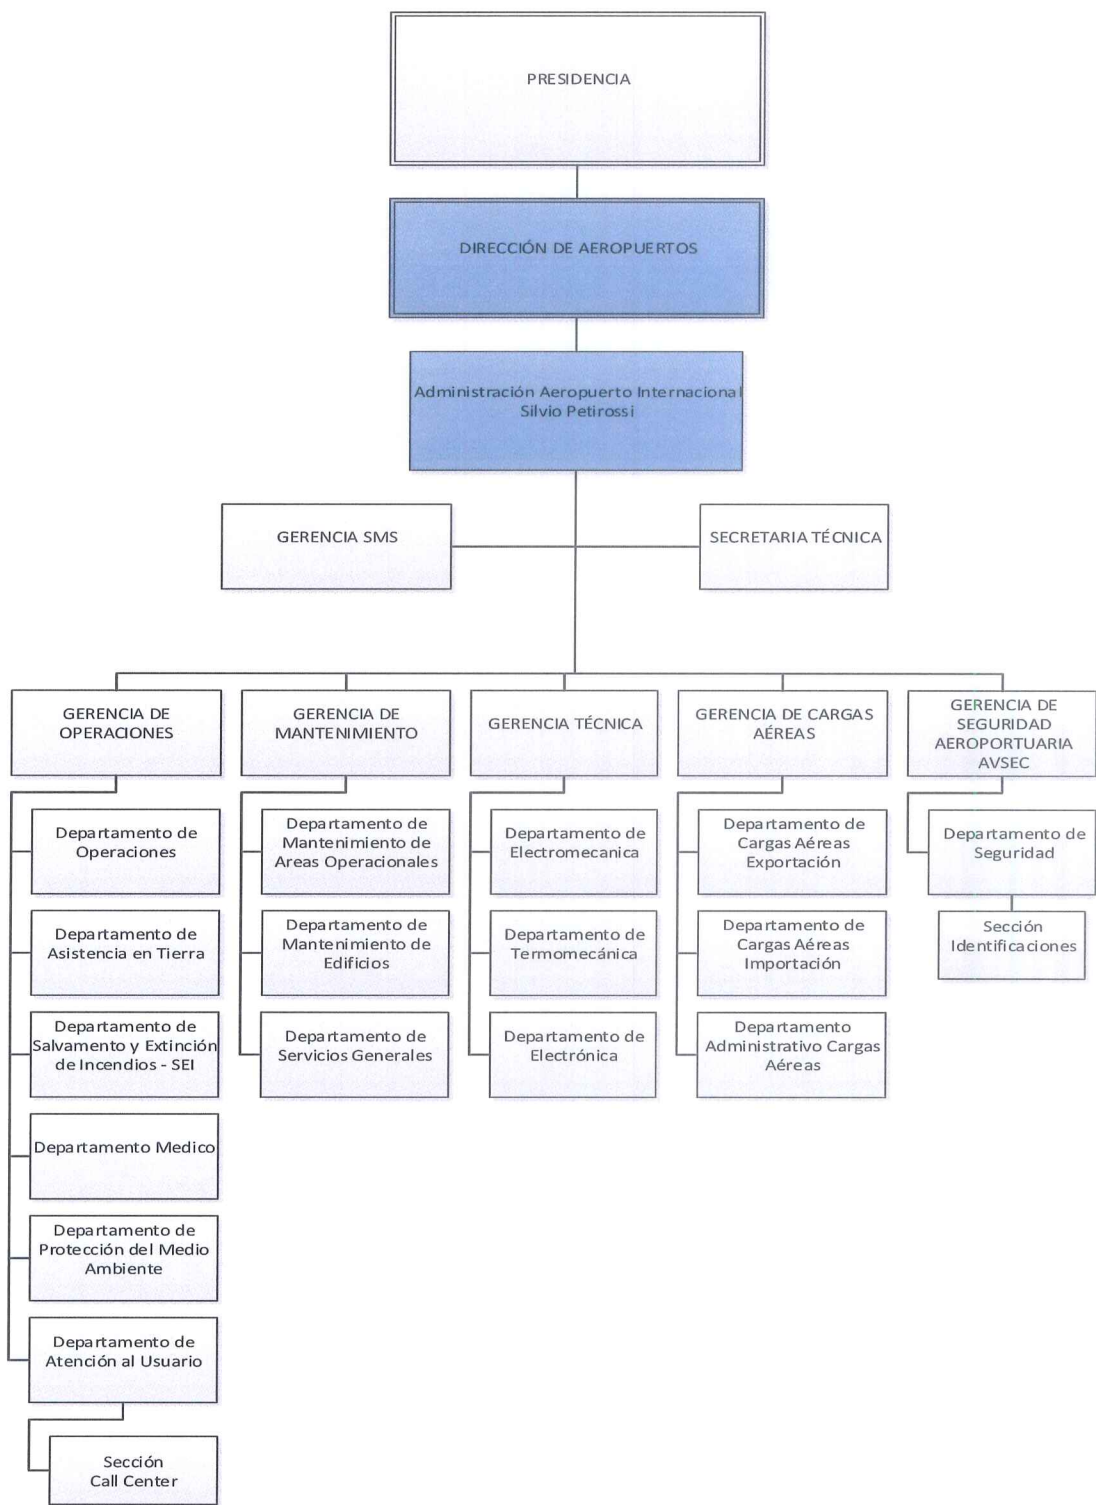 PRESIDENCIA
DIRECCIÓN DE AEROPUERTOS
Administración Aeropuerto Internacional
Silvio Petirossi
GERENCIA SMS
SECRETARIA TÉCNICA
GERENCIA DE
OPERACIONES
GERENCIA DE
MANTENIMIENTO
GERENCIA TÉCNICA
GERENCIA DE CARGAS
AÉREAS
GERENCIA DE
SEGURIDAD
AEROPORTUARIA
AVSEC
Departamento de
Operaciones
Departamento de
Mantenimiento de
Areas Operacionales
Departamento de
Electromecanica
Departamento de
Cargas Aéreas
Exportación
Departamento de
Seguridad
Departamento de
Asistencia en Tierra
Departamento de
Mantenimiento de
Edificios
Departamento de
Termomecánica
Departamento de
Cargas Aéreas
Importación
Sección
Identificaciones
Departamento de
Salvamento y Extinción
de Incendios - SEI
Departamento de
Servicios Generales
Departamento de
Electrónica
Departamento
Administrativo Cargas
Aéreas
Departamento Medico
Departamento de
Protección del Medio
Ambiente
Departamento de
Atención al Usuario
Sección
Call Center